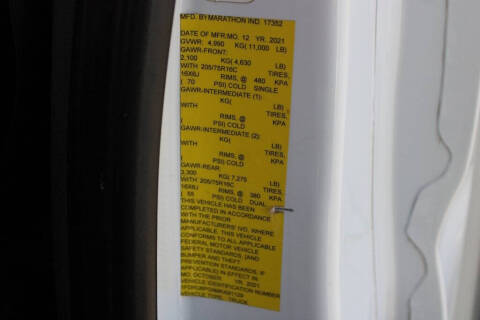 MFD. BY MARATHON IND. 17352
DATE OF MFR:MO. 12 YR. 2021
GVWR: 4,990 KG(11,000 LB)
GAWR-FRONT:
2,100 KG( 4,630 LB)
WITH 205/75R16C TIRES,
16X6J RIMS, @ 480 KPA
( 70 PSI) COLD SINGLE
GAWR-INTERMEDIATE (1):
KG( LB)
WITH TIRES,
RIMS, @ KPA
( PSI) COLD
GAWR-INTERMEDIATE (2):
KG( LB)
WITH TIRES,
RIMS, @ KPA
( PSI) COLD
GAWR-REAR:
3,300 KG( 7,275 LB)
WITH 205/75R16C TIRES,
16X6J RIMS, @ 380 KPA
( 55 PSI) COLD DUAL
THIS VEHICLE HAS BEEN
COMPLETED IN ACCORDANCE
WITH THE PRIOR
MANUFACTURERS' IVD, WHERE
APPLICABLE. THIS VEHICLE
CONFORMS TO ALL APPLICABLE
FEDERAL MOTOR VEHICLE
SAFETY STANDARDS, [AND
BUMPER AND THEFT
PREVENTION STANDARDS, IF
APPLICABLE] IN EFFECT IN
MO. OCTOBER YR. 2021
VEHICLE IDENTIFICATION NUMBER
VEHICLE TYPE: TRUCK